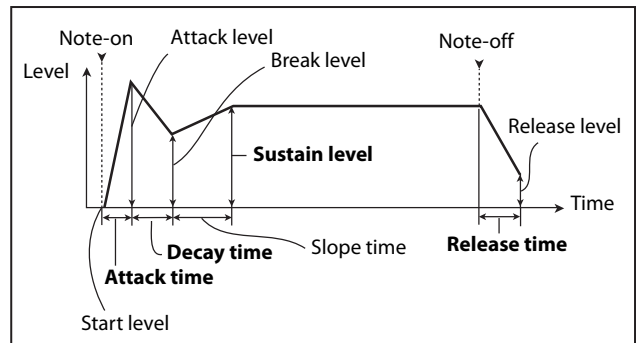 Note-on
Attack level
Note-off
Level
Break level
Release level
Sustain level
Time
Decay time
Slope time
Release time
Attack time
Start level